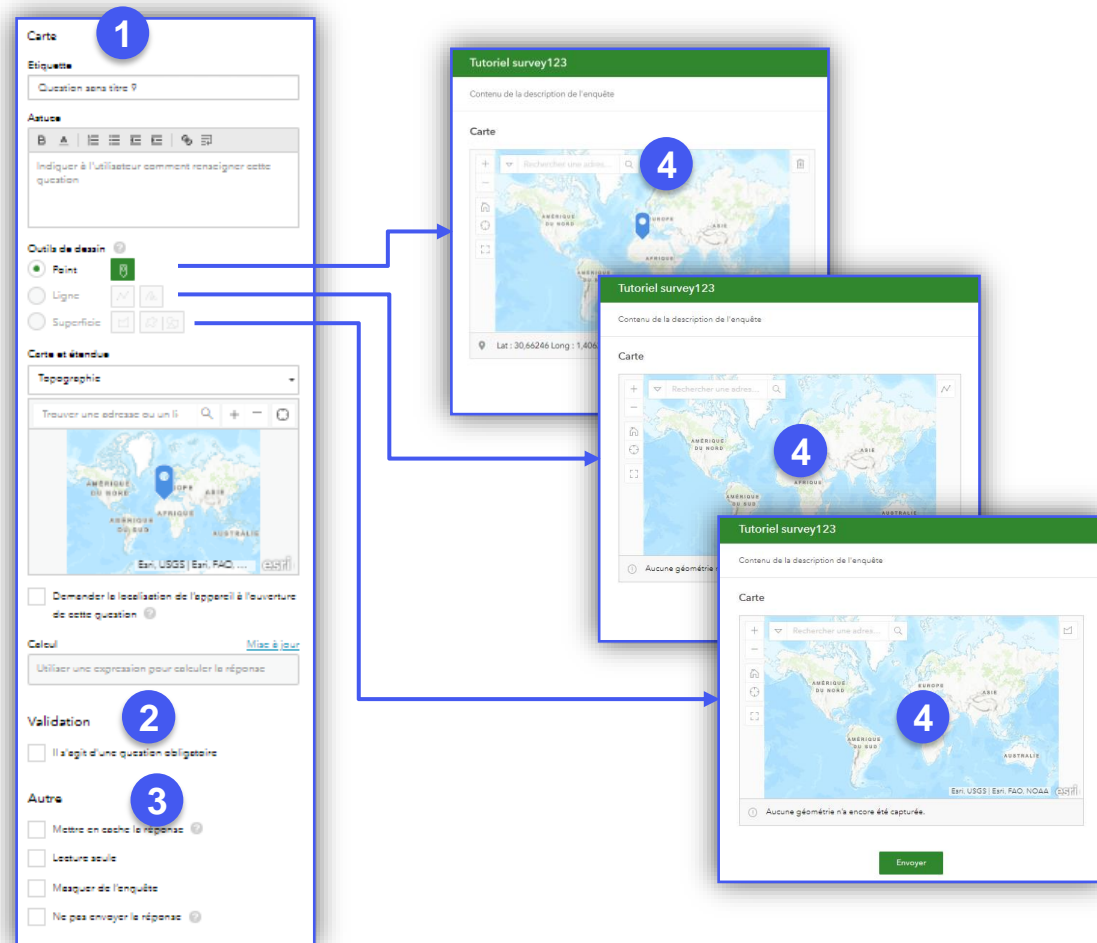 1
Carte
Etiquette
Question sans titre 9
Astuce
B A
Indiquer à l'utilisateur comment renseigner cette
question
Outils de dessin ?
Point
Ligne
Superficie
Carte et étendue
Topographie
Trouver une adresse ou un li
+ −
AMÉRIQUE
DU NORD
EUROPE
ASIE
AFRIQUE
AMÉRIQUE
DU SUD
AUSTRALIE
Esri, USGS | Esri, FAO, ... esri
Demander la localisation de l'appareil à l'ouverture
de cette question ?
Calcul Mise à jour
Utiliser une expression pour calculer la réponse
2
Validation
Il s'agit d'une question obligatoire
3
Autre
Mettre en cache la réponse ?
Lecture seule
Masquer de l'enquête
Ne pas envoyer la réponse ?
Tutoriel survey123
Contenu de la description de l'enquête
Carte
+ Rechercher une adres...
−
4
AMÉRIQUE
DU NORD
EUROPE
ASIE
AFRIQUE
AMÉRIQUE
Lat : 30,66246 Long : 1,406
Tutoriel survey123
Contenu de la description de l'enquête
Carte
+ Rechercher une adres...
−
4
AMÉRIQUE
DU NORD
ASIE
AFRIQUE
AMÉRIQUE
DU SUD
AUSTRALIE
Aucune géométrie
Tutoriel survey123
Contenu de la description de l'enquête
Carte
+ Rechercher une adres...
−
4
AMÉRIQUE
DU NORD
EUROPE
ASIE
AMÉRIQUE
DU SUD
AUSTRALIE
Esri, USGS | Esri, FAO, NOAA esri
Aucune géométrie n'a encore été capturée.
Envoyer